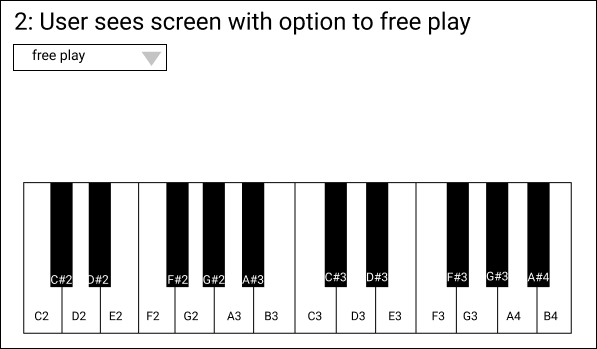 2: User sees screen with option to free play
free play
C#2 D#2 F#2 G#2 A#3 C#3 D#3 F#3 G#3 A#4
C2 D2 E2 F2 G2 A3 B3 C3 D3 E3 F3 G3 A4 B4